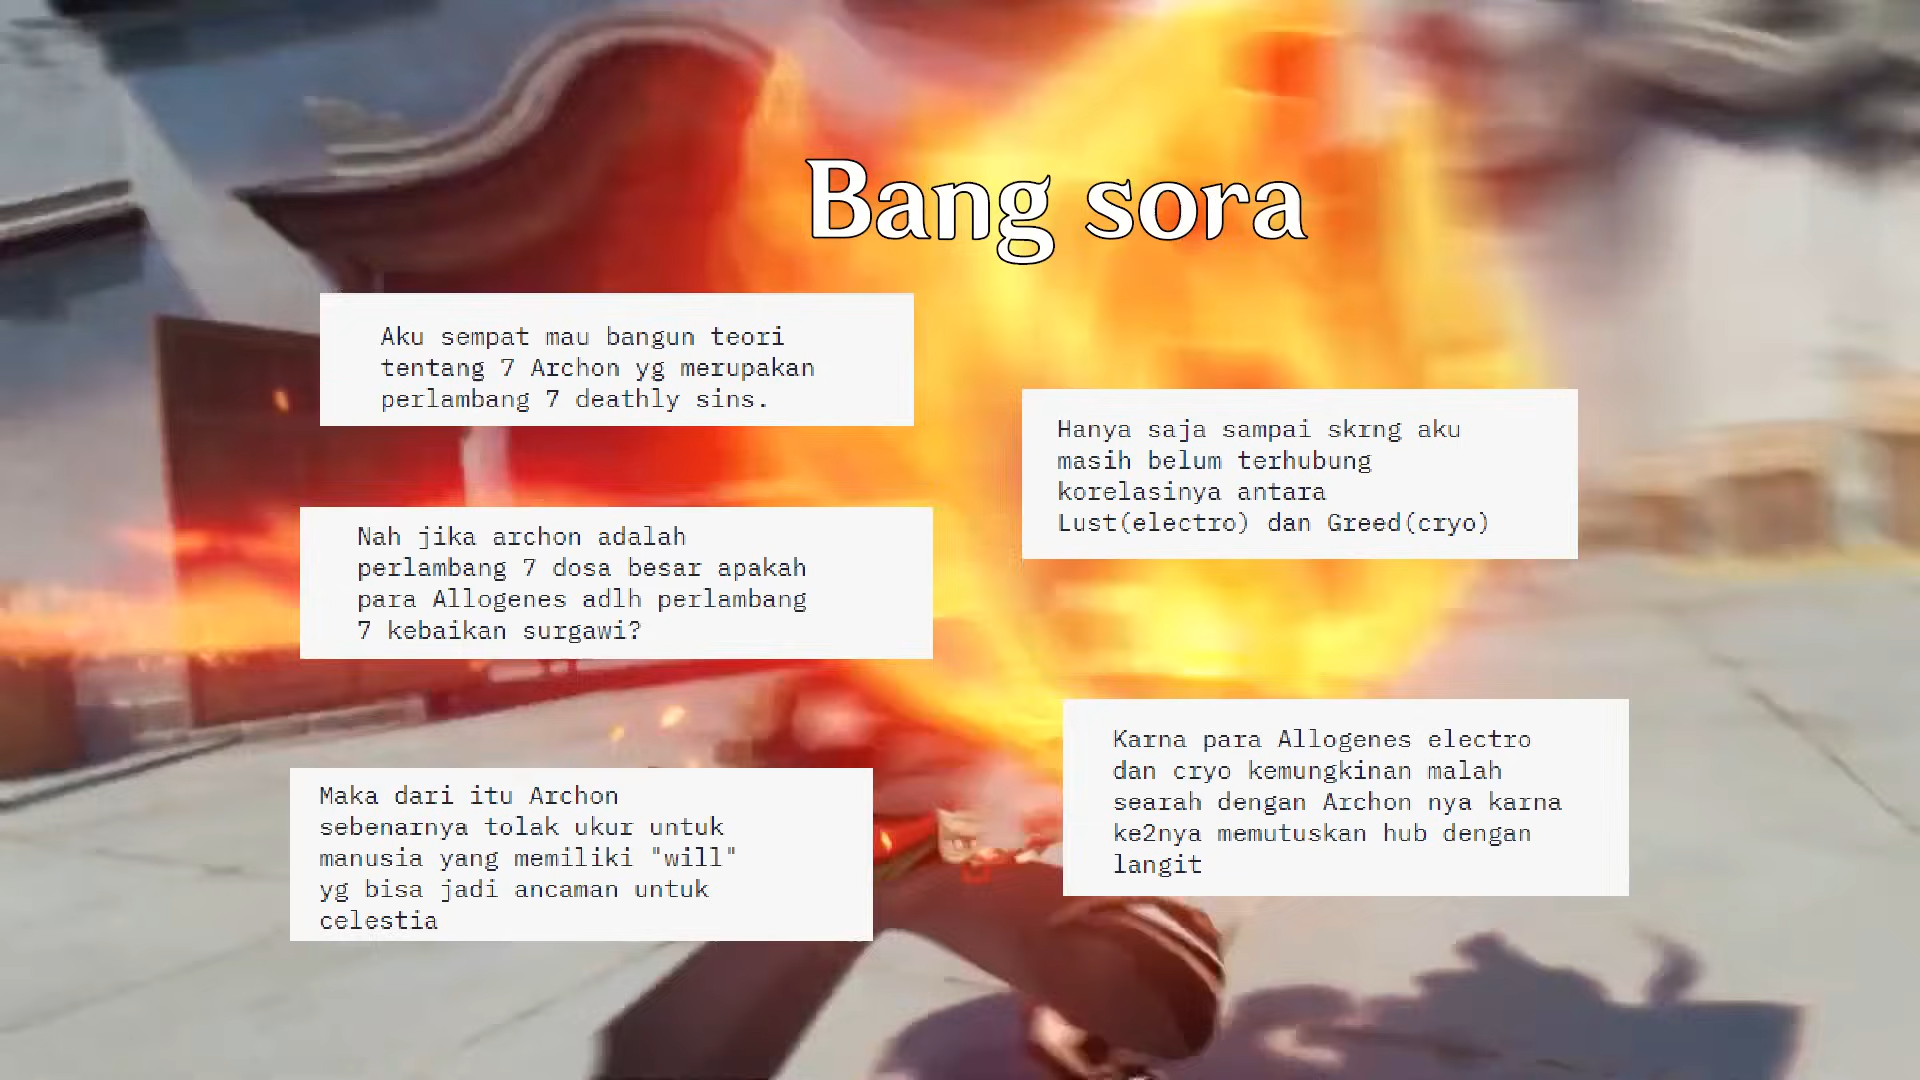 Bang sora
Aku sempat mau bangun teori
tentang 7 Archon yg merupakan
perlambang 7 deathly sins.
Hanya saja sampai skrng aku
masih belum terhubung
korelasinya antara
Lust(electro) dan Greed(cryo)
Nah jika archon adalah
perlambang 7 dosa besar apakah
para Allogenes adlh perlambang
7 kebaikan surgawi?
Karna para Allogenes electro
dan cryo kemungkinan malah
searah dengan Archon nya karna
ke2nya memutuskan hub dengan
langit
Maka dari itu Archon
sebenarnya tolak ukur untuk
manusia yang memiliki "will"
yg bisa jadi ancaman untuk
celestia